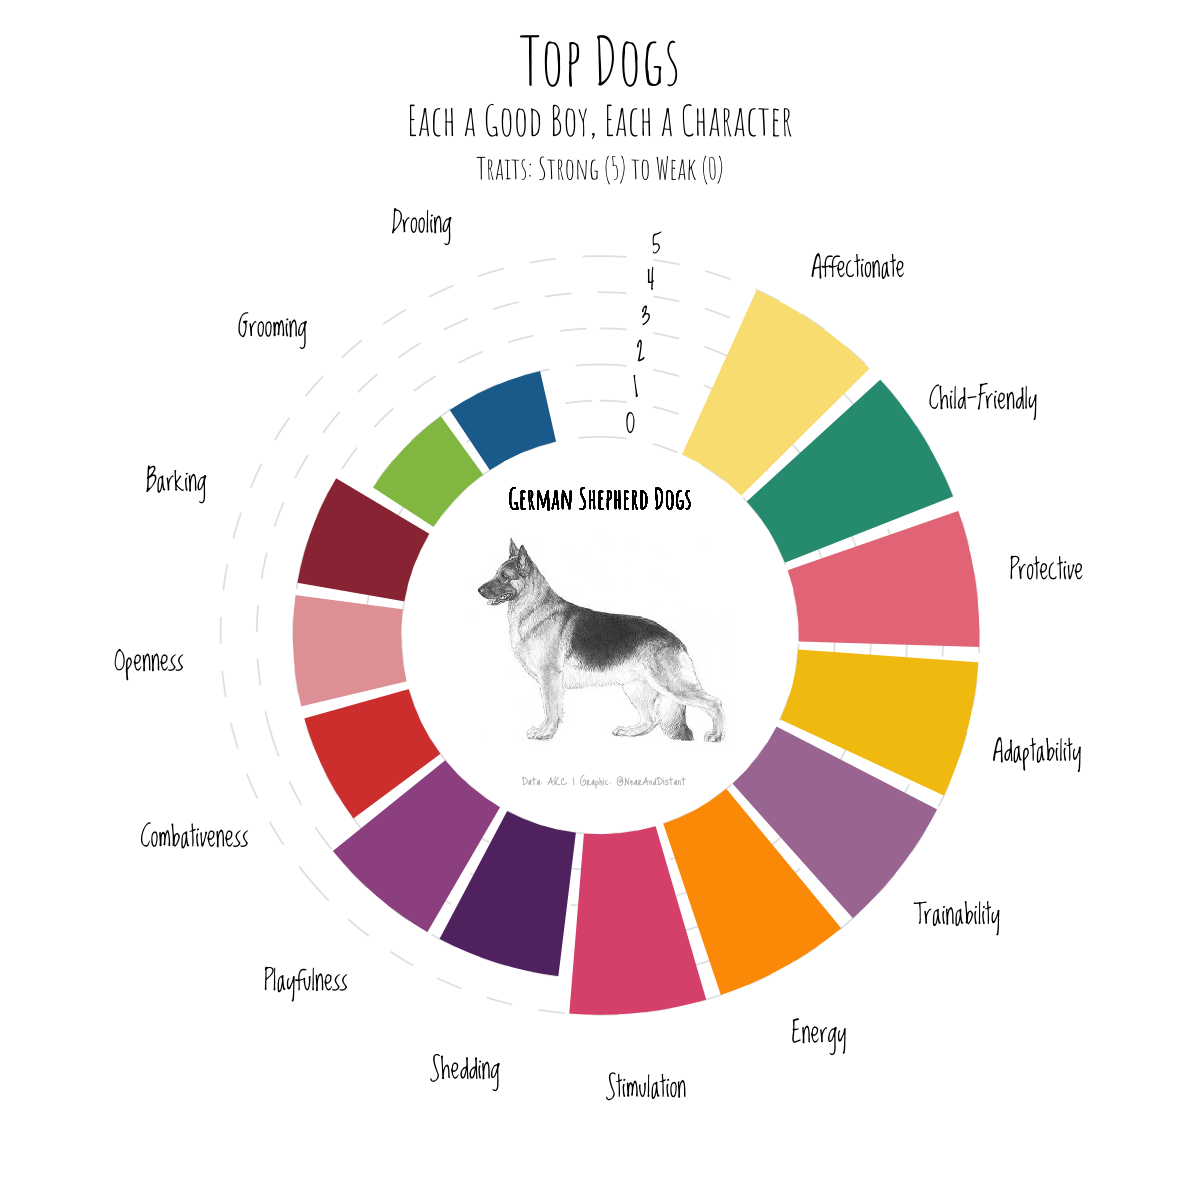 Top Dogs
Each a Good Boy, Each a Character
Traits: Strong (5) to Weak (0)
Drooling
5
4
3
2
1
0
Affectionate
Grooming
Child-Friendly
Barking
German Shepherd Dogs
Protective
Openness
Adaptability
Data: AKC | Graphic: @NearAndDistant
Combativeness
Trainability
Playfulness
Energy
Shedding
Stimulation